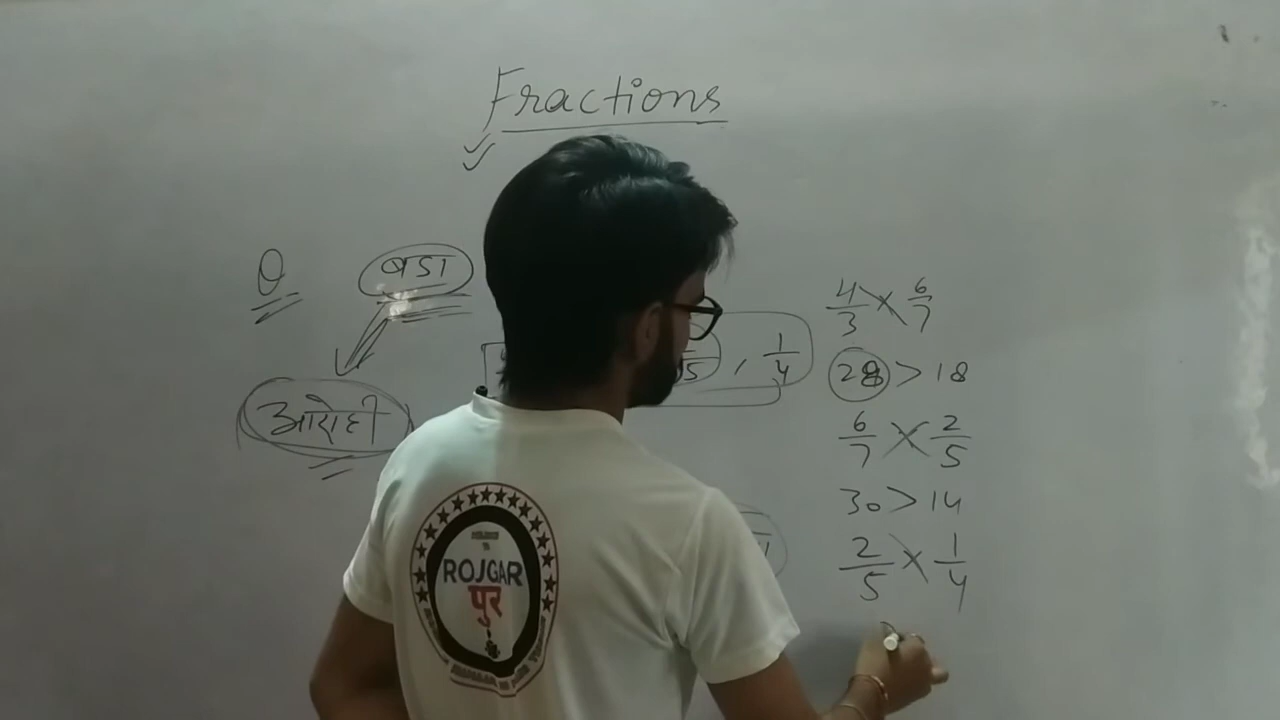 Fractions
Q बडा
आरोही
5 , 1/4
4/3 × 6/7
28 > 18
6/7 × 2/5
30 > 14
2/5 × 1/4
ROJGAR
पुर